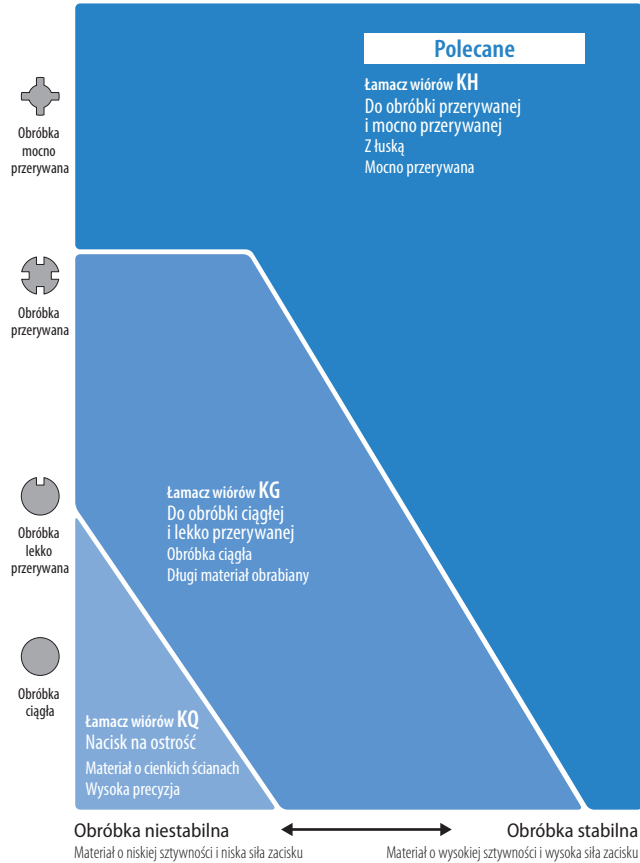 Polecane
Łamacz wiórów KH
Do obróbki przerywanej
i mocno przerywanej
Z łuską
Mocno przerywana
Obróbka
mocno
przerywana
Obróbka
przerywana
Łamacz wiórów KG
Do obróbki ciągłej
i lekko przerywanej
Obróbka ciągła
Długi materiał obrabiany
Obróbka
lekko
przerywana
Obróbka
ciągła
Łamacz wiórów KQ
Nacisk na ostrość
Materiał o cienkich ścianach
Wysoka precyzja
Obróbka niestabilna
Materiał o niskiej sztywności i niska siła zacisku
Obróbka stabilna
Materiał o wysokiej sztywności i wysoka siła zacisku